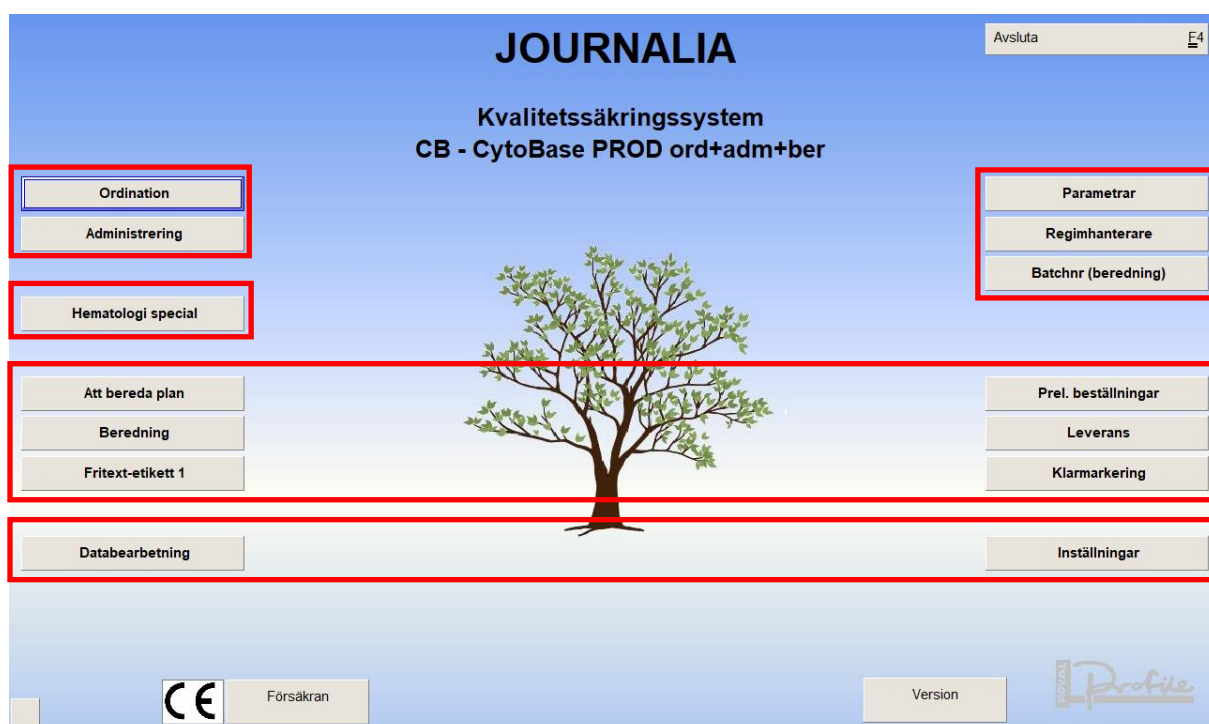 JOURNALIA
Avsluta F4
Kvalitetssäkringssystem
CB - CytoBase PROD ord+adm+ber
Ordination
Administrering
Hematologi special
Att bereda plan
Beredning
Fritext-etikett 1
Databearbetning
Parametrar
Regimhanterare
Batchnr (beredning)
Prel. beställningar
Leverans
Klarmarkering
Inställningar
CE
Försäkran
Version
ROYAL Profile